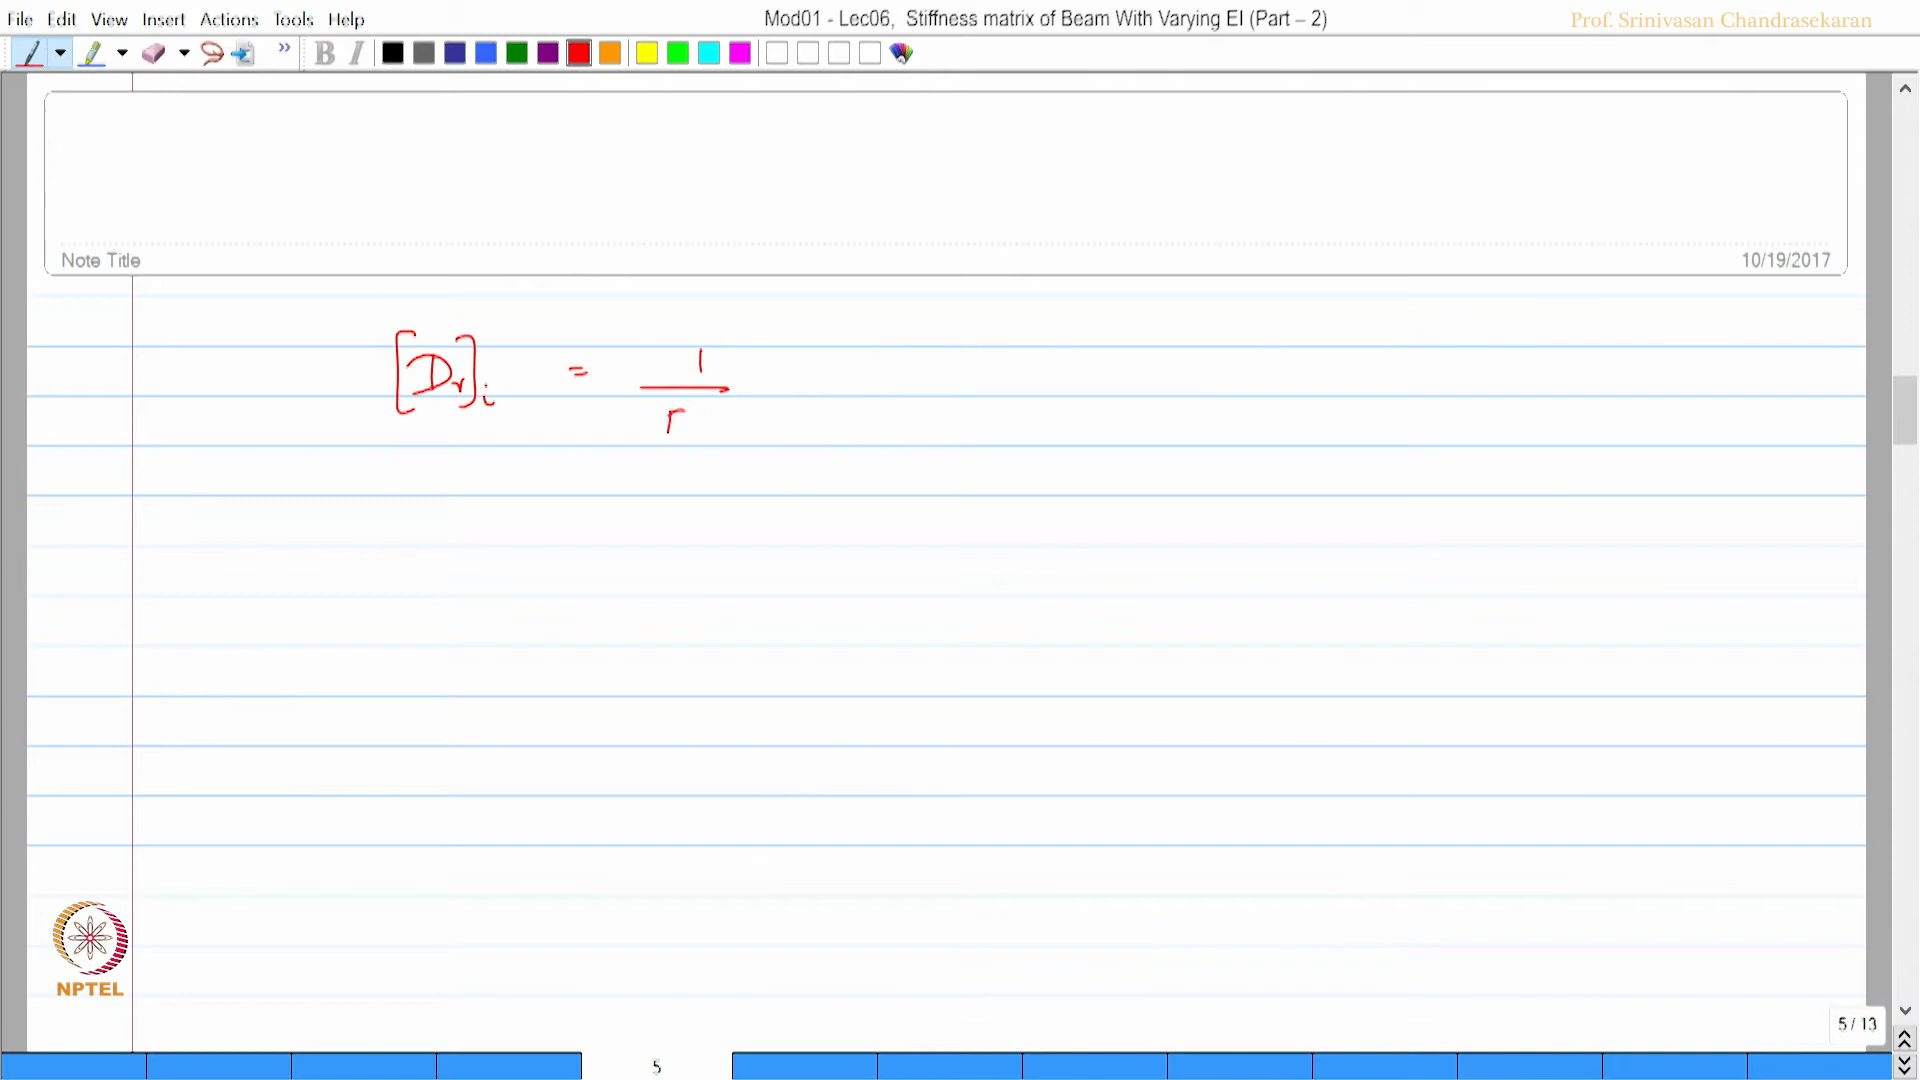 File Edit View Insert Actions Tools Help
Mod01 - Lec06, Stiffness matrix of Beam With Varying EI (Part – 2)
Prof. Srinivasan Chandrasekaran
B I
Note Title
10/19/2017
[Dr]i = 1 / r
NPTEL
5 / 13
5